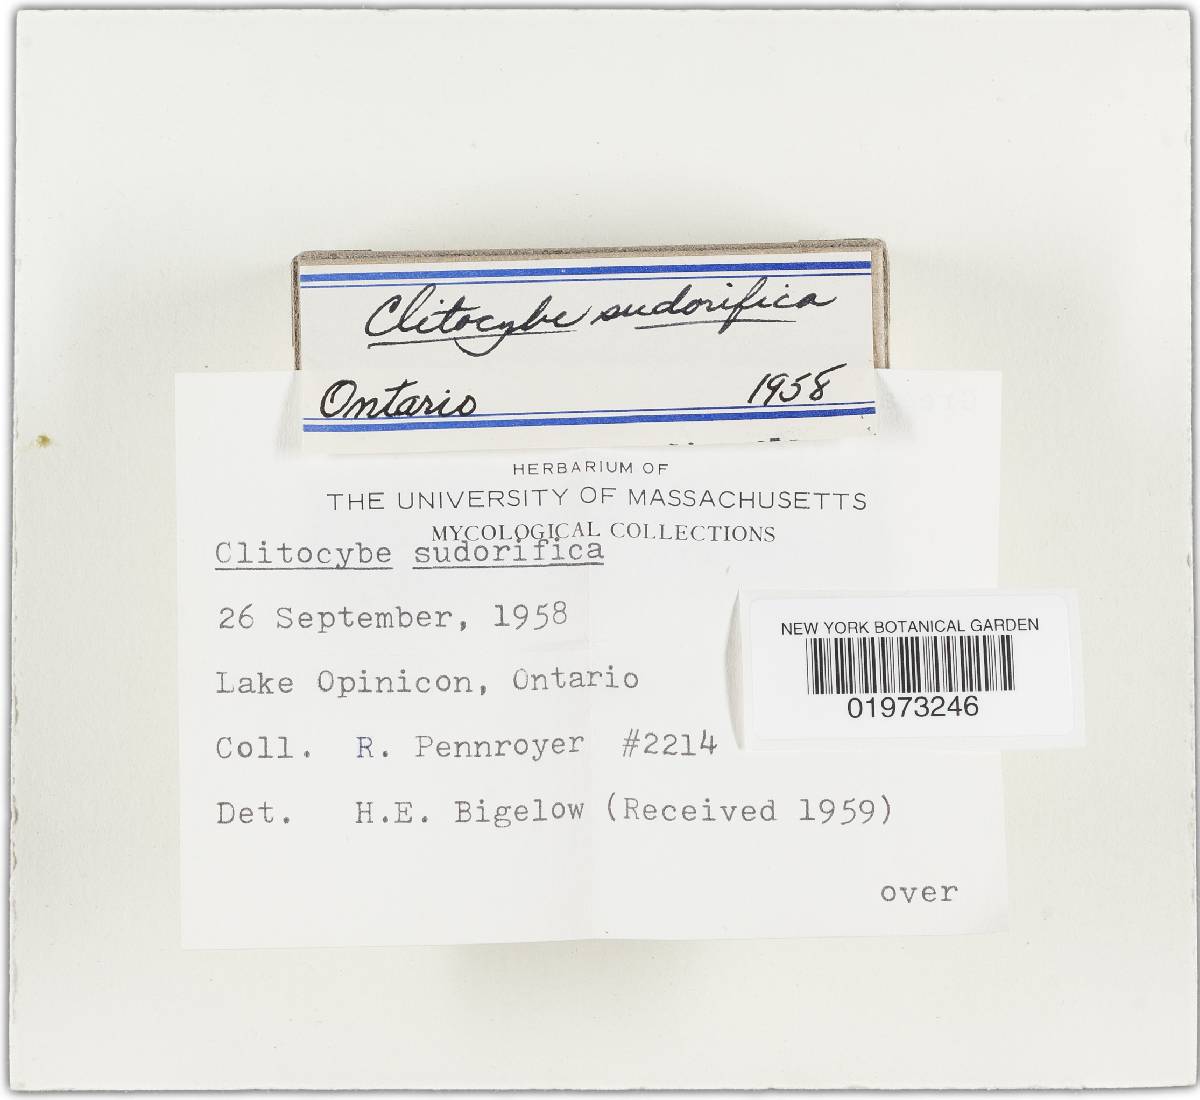 Clitocybe sudorifica
Ontario 1958
HERBARIUM OF
THE UNIVERSITY OF MASSACHUSETTS
MYCOLOGICAL COLLECTIONS
Clitocybe sudorifica
26 September, 1958
Lake Opinicon, Ontario
Coll. R. Pennroyer #2214
Det. H.E. Bigelow (Received 1959)
over
NEW YORK BOTANICAL GARDEN
01973246